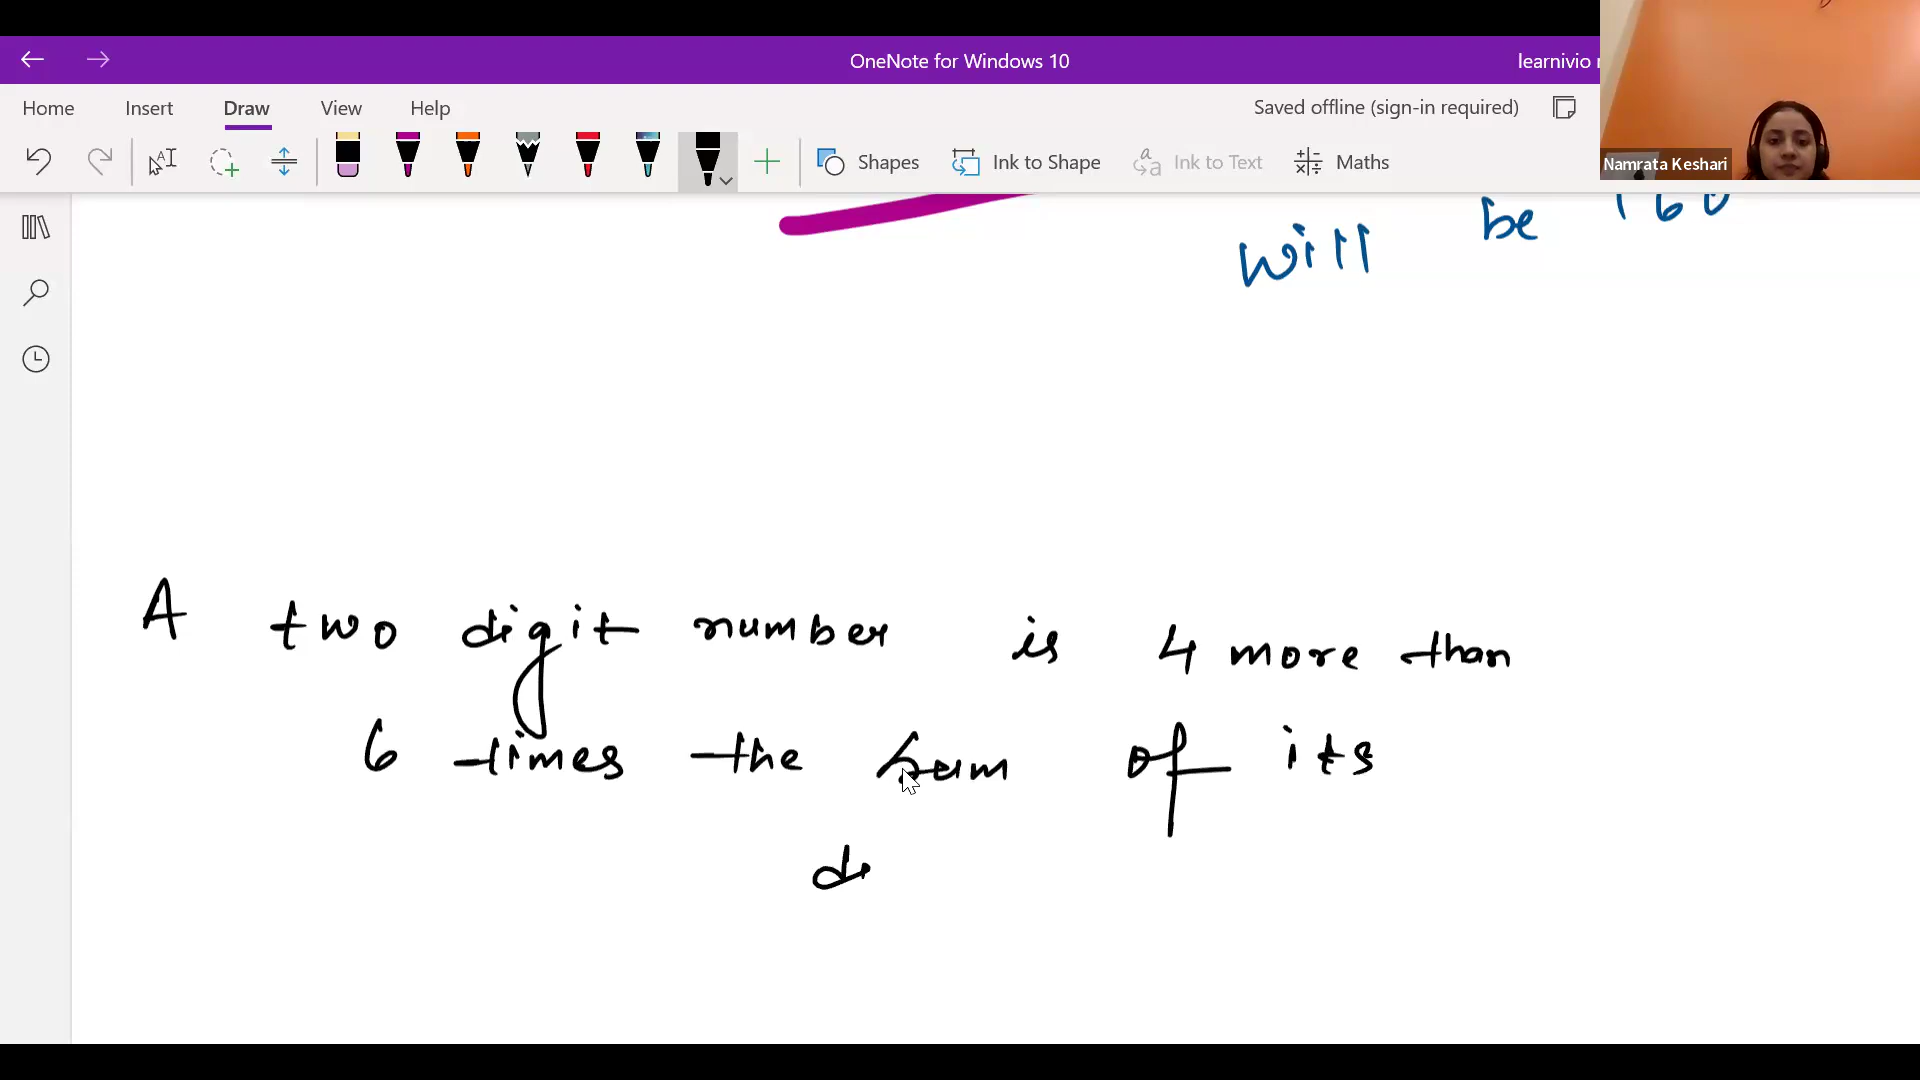 OneNote for Windows 10
learnivio
Home Insert Draw View Help
Saved offline (sign-in required)
Shapes Ink to Shape Ink to Text Maths
Namrata Keshari
will be 160
A two digit number is 4 more than
6 times the sum of its
di